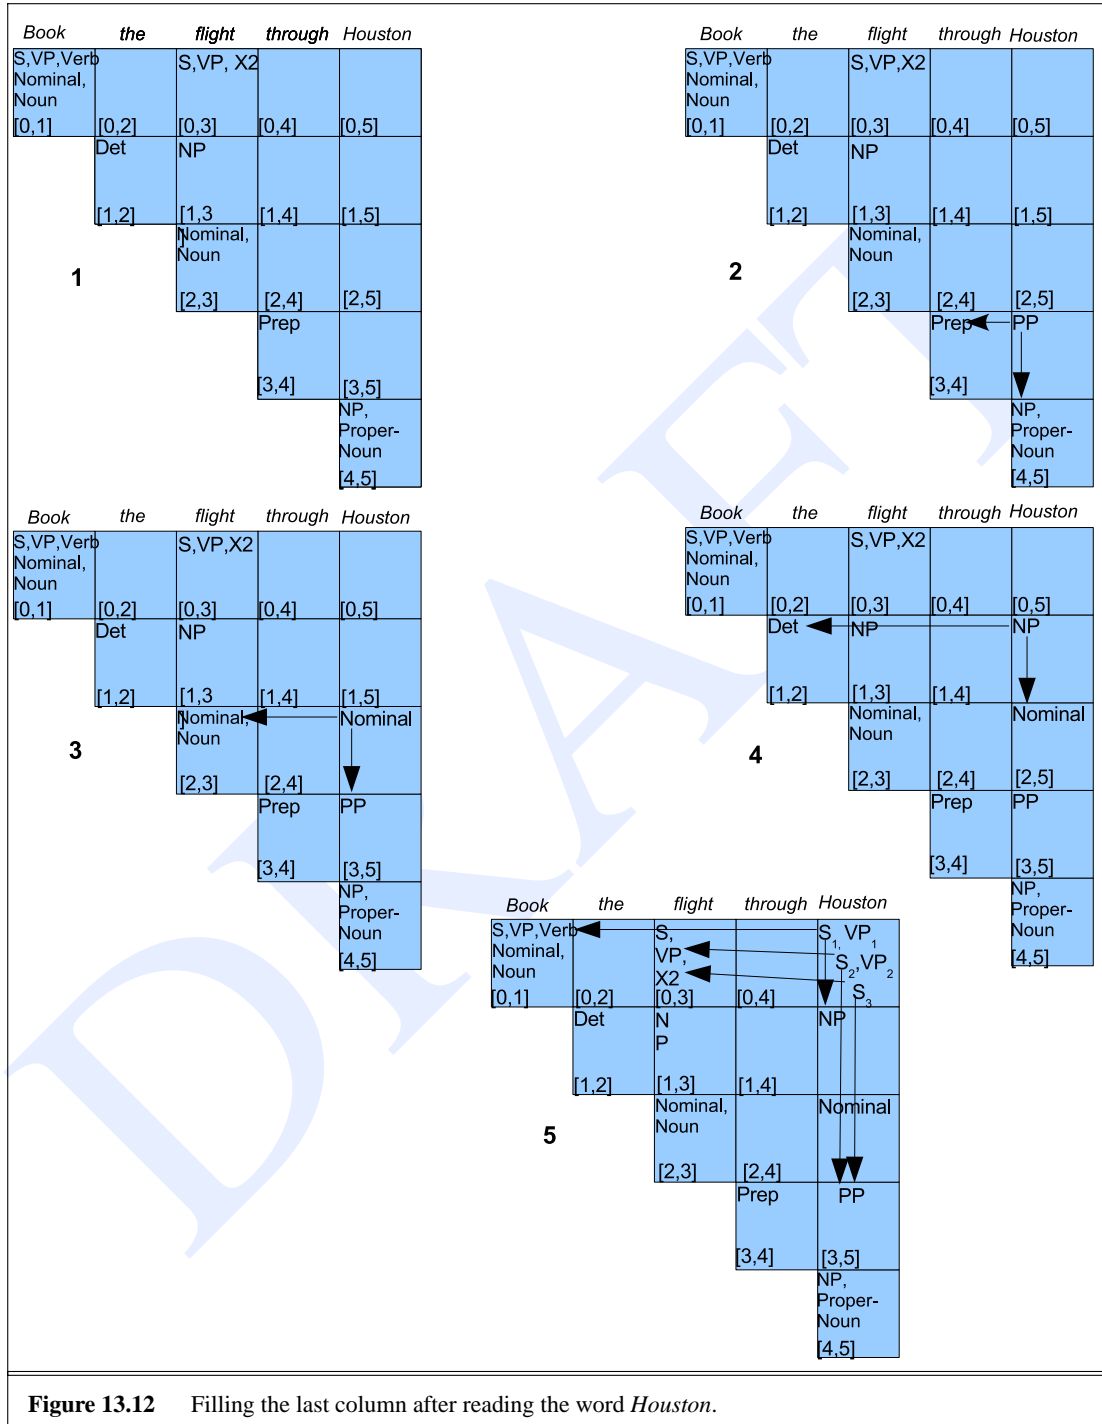 Book the flight through Houston
S,VP,Verb S,VP, X2
Nominal,
Noun
[0,1] [0,2] [0,3] [0,4] [0,5]
Det NP
[1,2] [1,3 [1,4] [1,5]
]
Nominal,
Noun
[2,3] [2,4] [2,5]
1
Prep
[3,4] [3,5]
NP,
Proper-
Noun
[4,5]
Book the flight through Houston
S,VP,Verb S,VP,X2
Nominal,
Noun
[0,1] [0,2] [0,3] [0,4] [0,5]
Det NP
[1,2] [1,3] [1,4] [1,5]
Nominal,
Noun
2
[2,3] [2,4] [2,5]
Prep PP
[3,4]
NP,
Proper-
Noun
[4,5]
Book the flight through Houston
S,VP,Verb S,VP,X2
Nominal,
Noun
[0,1] [0,2] [0,3] [0,4] [0,5]
Det NP
[1,2] [1,3 [1,4] [1,5]
]
Nominal, Nominal
Noun
3
[2,3] [2,4]
Prep PP
[3,4] [3,5]
NP,
Proper-
Noun
[4,5]
Book the flight through Houston
S,VP,Verb S,VP,X2
Nominal,
Noun
[0,1] [0,2] [0,3] [0,4] [0,5]
Det NP NP
[1,2] [1,3] [1,4]
Nominal, Nominal
Noun
4
[2,3] [2,4] [2,5]
Prep PP
[3,4] [3,5]
NP,
Proper-
Noun
[4,5]
Book the flight through Houston
S,VP,Verb S, S1, VP1
Nominal, VP, S2,VP2
Noun X2 S3
[0,1] [0,2] [0,3] [0,4]
Det N NP
P
[1,2] [1,3] [1,4]
Nominal, Nominal
Noun
5
[2,3] [2,4]
Prep PP
[3,4] [3,5]
NP,
Proper-
Noun
[4,5]
DRAFT
Figure 13.12 Filling the last column after reading the word Houston.